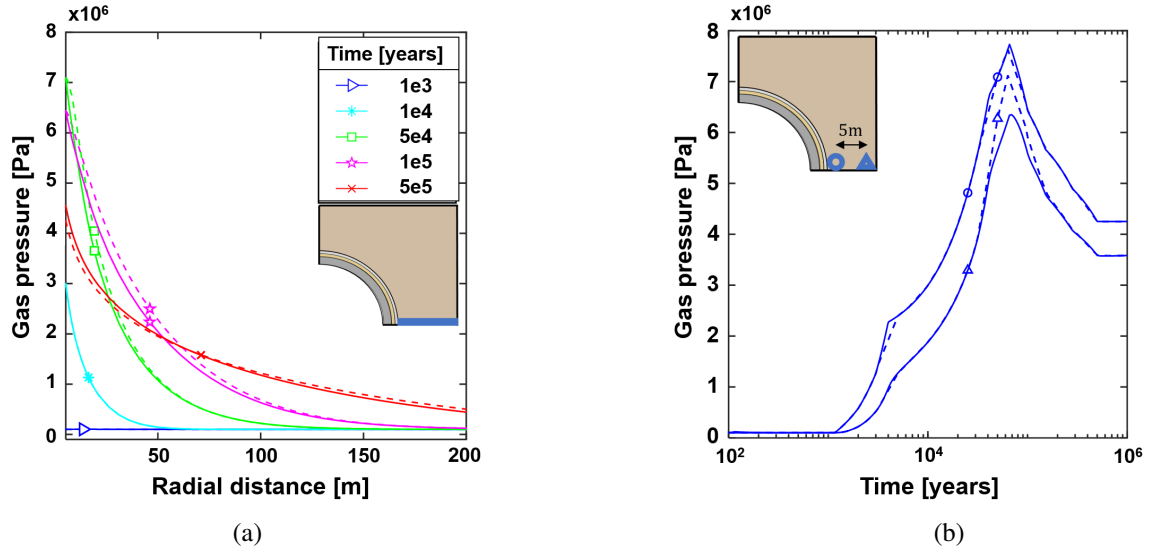 x10⁶
8
7
6
5
4
3
2
1
0
Gas pressure [Pa]
50
100
150
200
Radial distance [m]
Time [years]
1e3
1e4
5e4
1e5
5e5
(a)
x10⁶
8
7
6
5
4
3
2
1
0
Gas pressure [Pa]
5m
10²
10⁴
10⁶
Time [years]
(b)